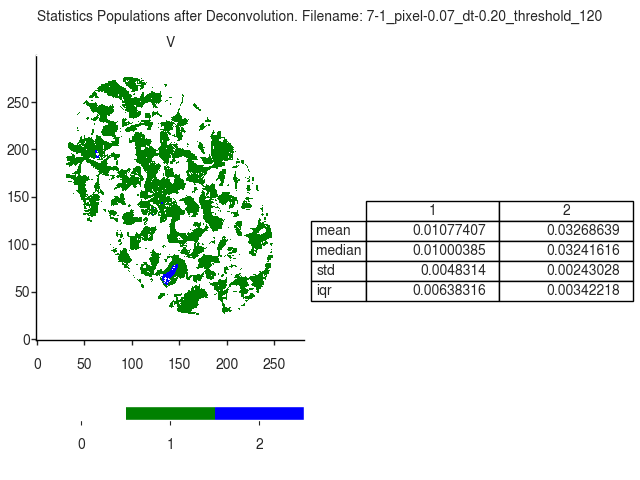 Statistics Populations after Deconvolution. Filename: 7-1_pixel-0.07_dt-0.20_threshold_120
V
250
200
150
100
50
0
0 50 100 150 200 250
1 2
mean 0.01077407 0.03268639
median 0.01000385 0.03241616
std 0.0048314 0.00243028
iqr 0.00638316 0.00342218
0 1 2